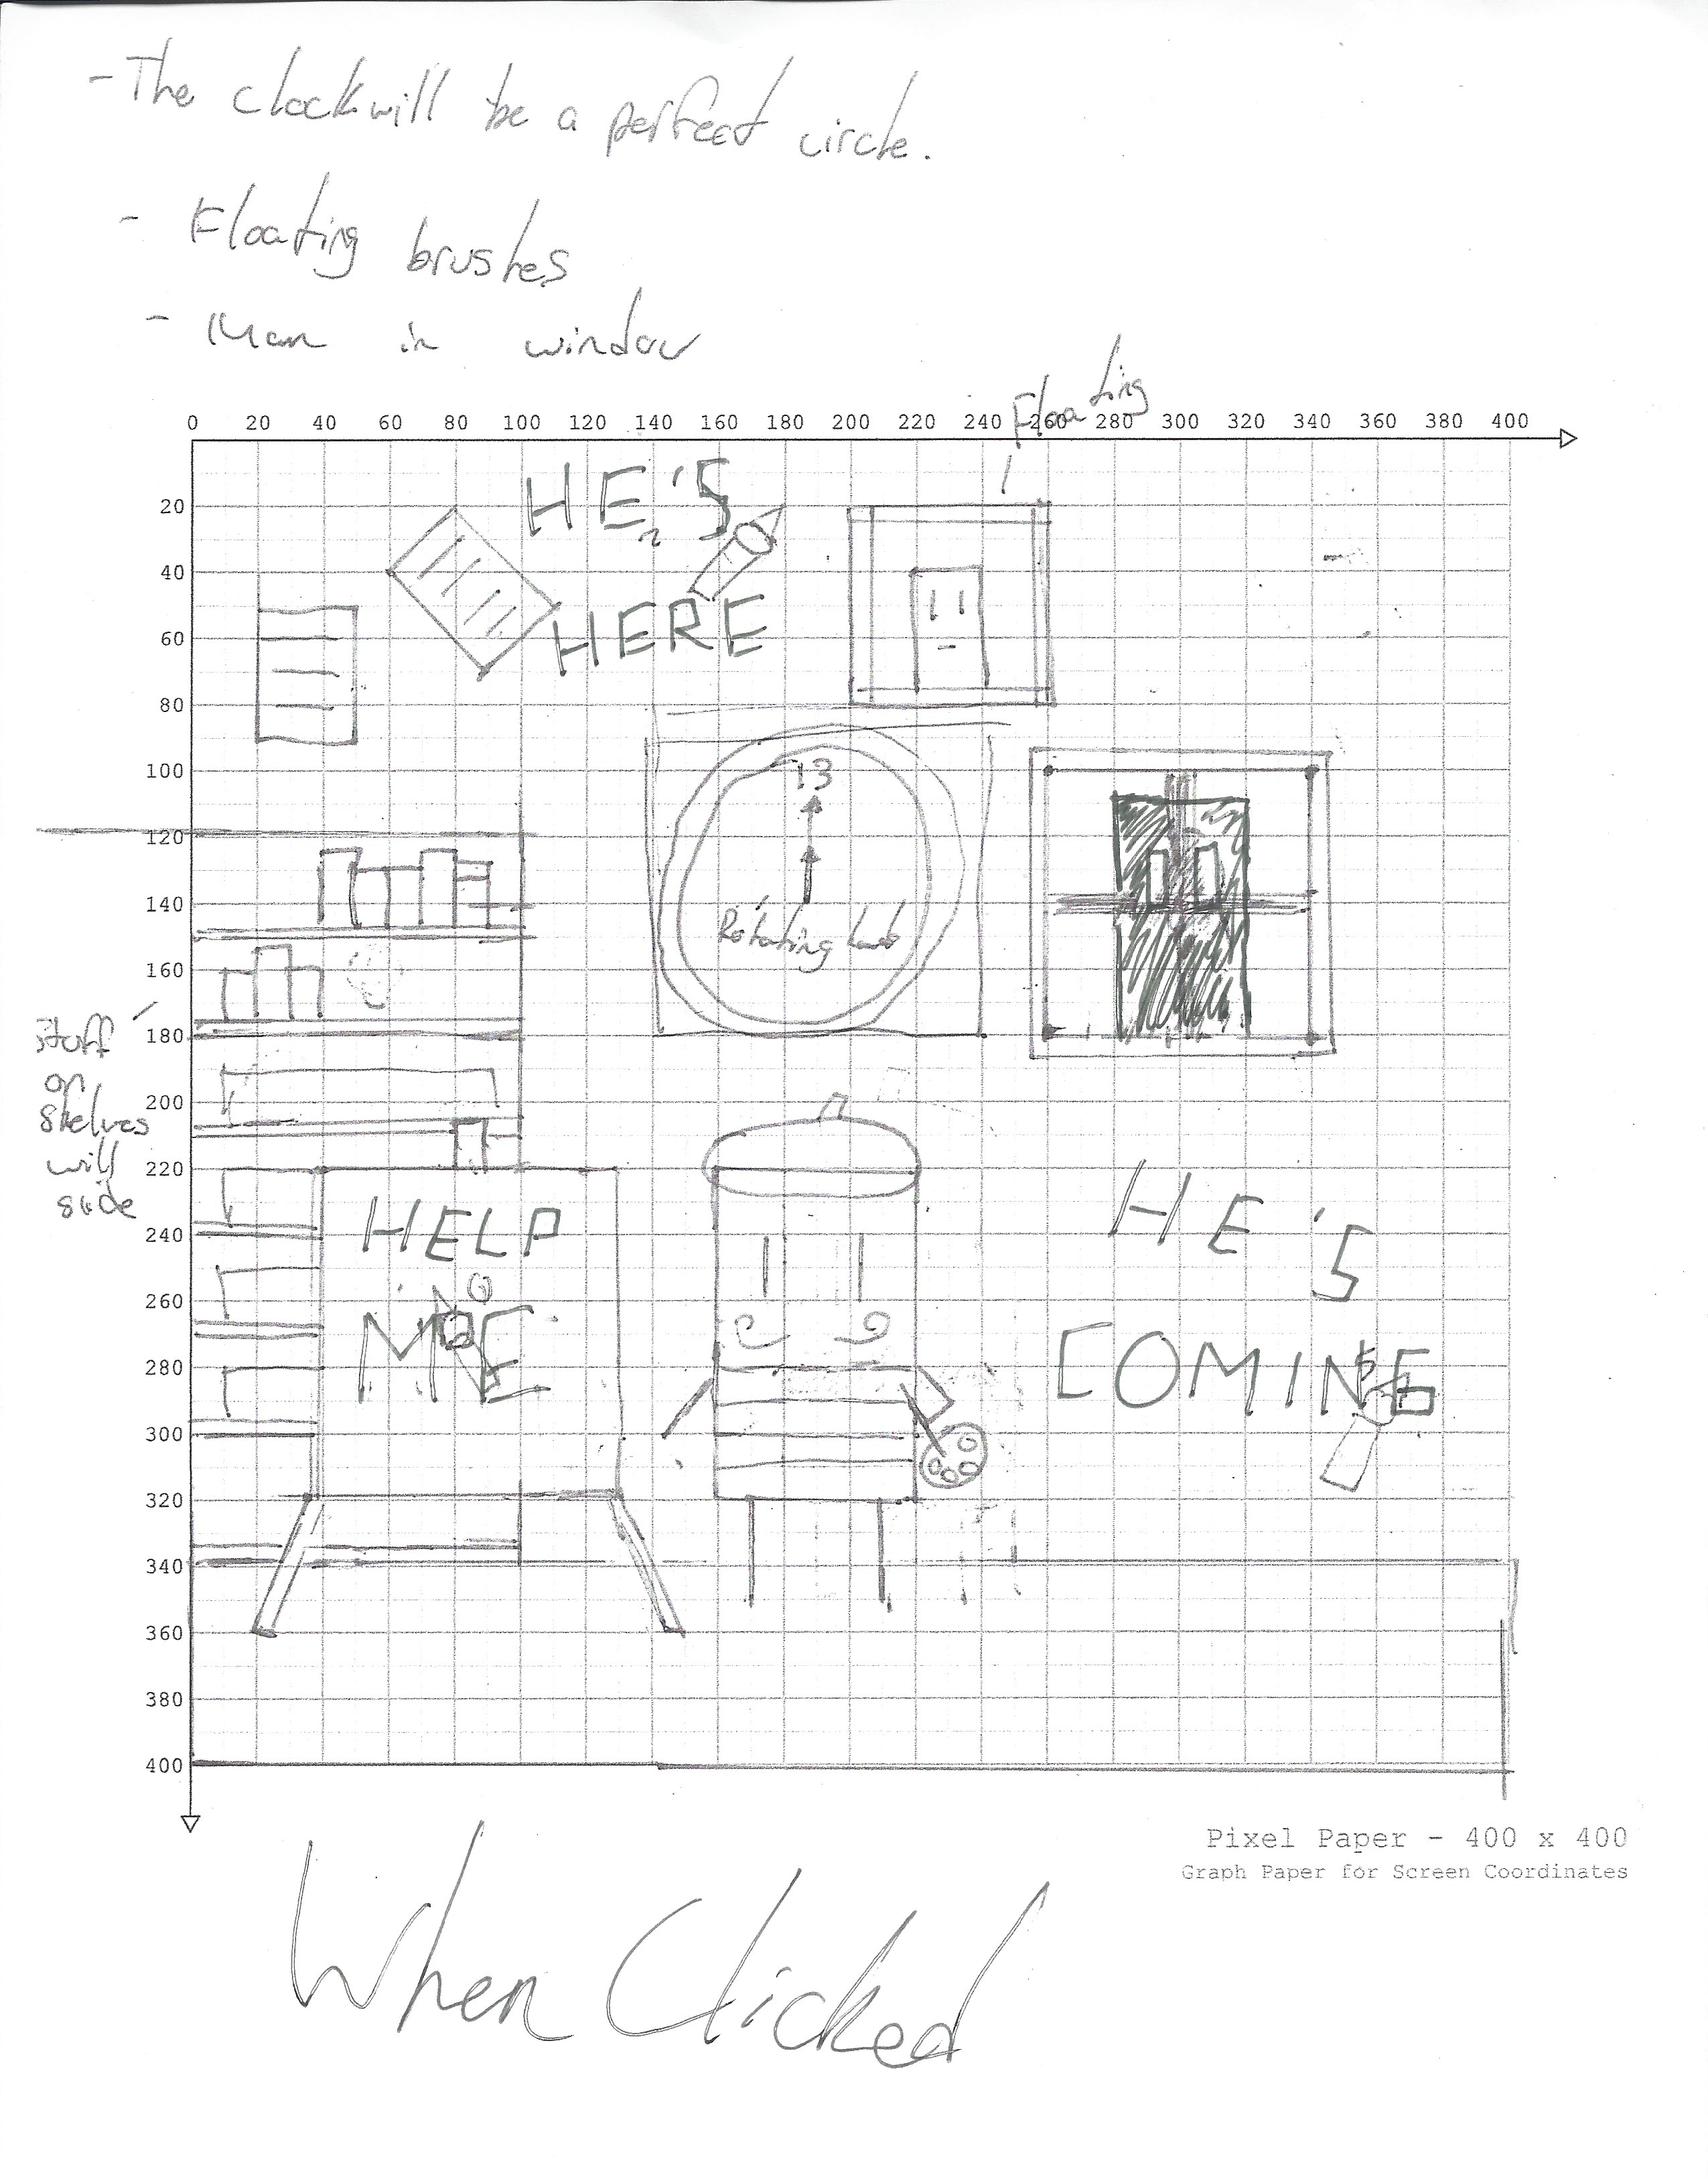 - The clock will be a perfect circle.
- Floating brushes
- Man in window
Floating
0 20 40 60 80 100 120 140 160 180 200 220 240 260 280 300 320 340 360 380 400
20
40
60
80
100
120
140
160
180
200
220
240
260
280
300
320
340
360
380
400
HE'S
HERE
13
Rotating
Stuff
on
shelves
will
slide
HELP
ME
HE'S
COMING
Pixel Paper - 400 x 400
Graph Paper for Screen Coordinates
When Clicked